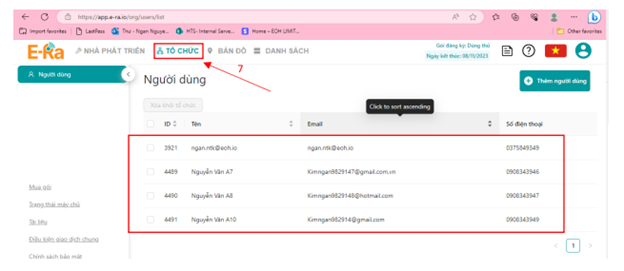 https://app.e-ra.io/org/users/list
Import favorites LastPass Thư - Ngan Nguye... HTS- Internal Serve... Home – EOH LIMIT... Other favorites
E-Ra NHÀ PHÁT TRIỂN TỔ CHỨC BẢN ĐỒ DANH SÁCH
Gói đăng ký: Dùng thử
Ngày kết thúc: 08/11/2023
7
Người dùng
Người dùng
Thêm người dùng
Xóa khỏi tổ chức
Click to sort ascending
ID Tên Email Số điện thoại
3921 ngan.ntk@eoh.io ngan.ntk@eoh.io 0375849349
4489 Nguyễn Văn A7 Kimngan9829147@gmail.com.vn 0908343946
4490 Nguyễn Văn A8 Kimngan9829148@hotmail.com 0908343947
4491 Nguyễn Văn A10 Kimngan982914@gmail.com 0908343949
Mua gói
Trạng thái máy chủ
Tài liệu
Điều kiện giao dịch chung
Chính sách bảo mật
1